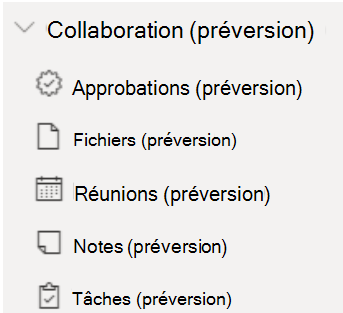 Collaboration (préversion)
Approbations (préversion)
Fichiers (préversion)
Réunions (préversion)
Notes (préversion)
Tâches (préversion)